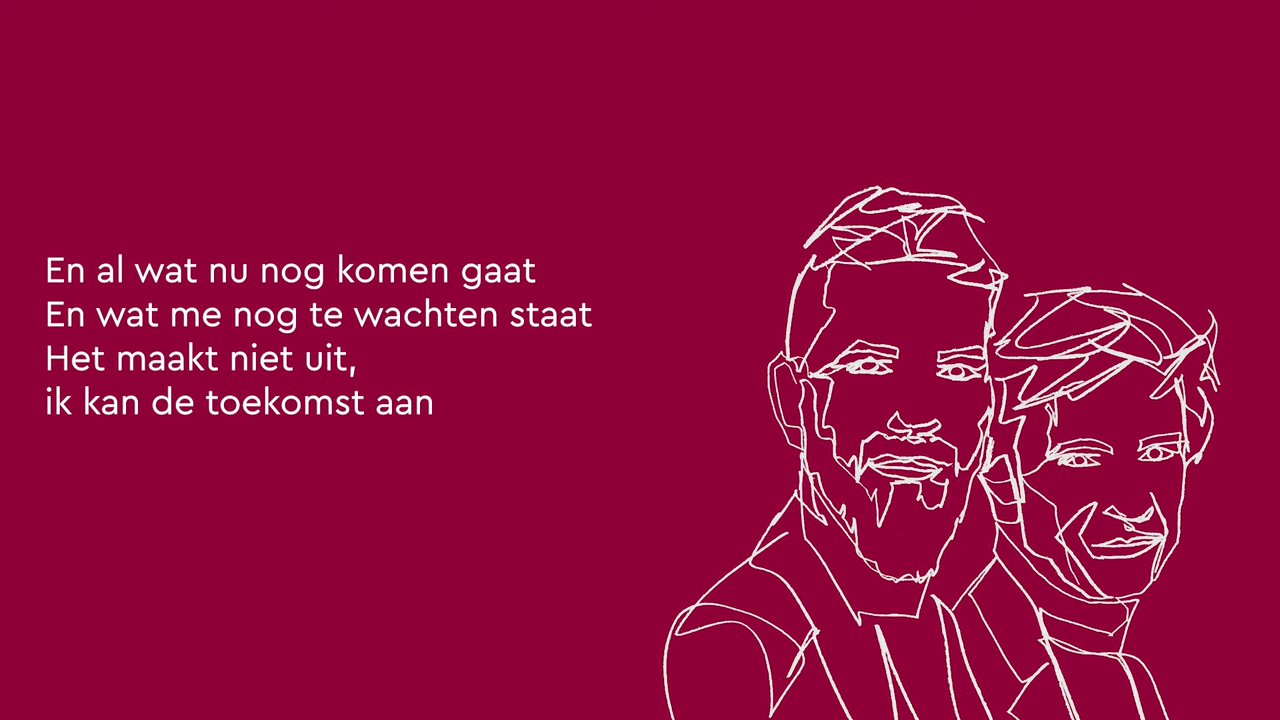 En al wat nu nog komen gaat
En wat me nog te wachten staat
Het maakt niet uit,
ik kan de toekomst aan